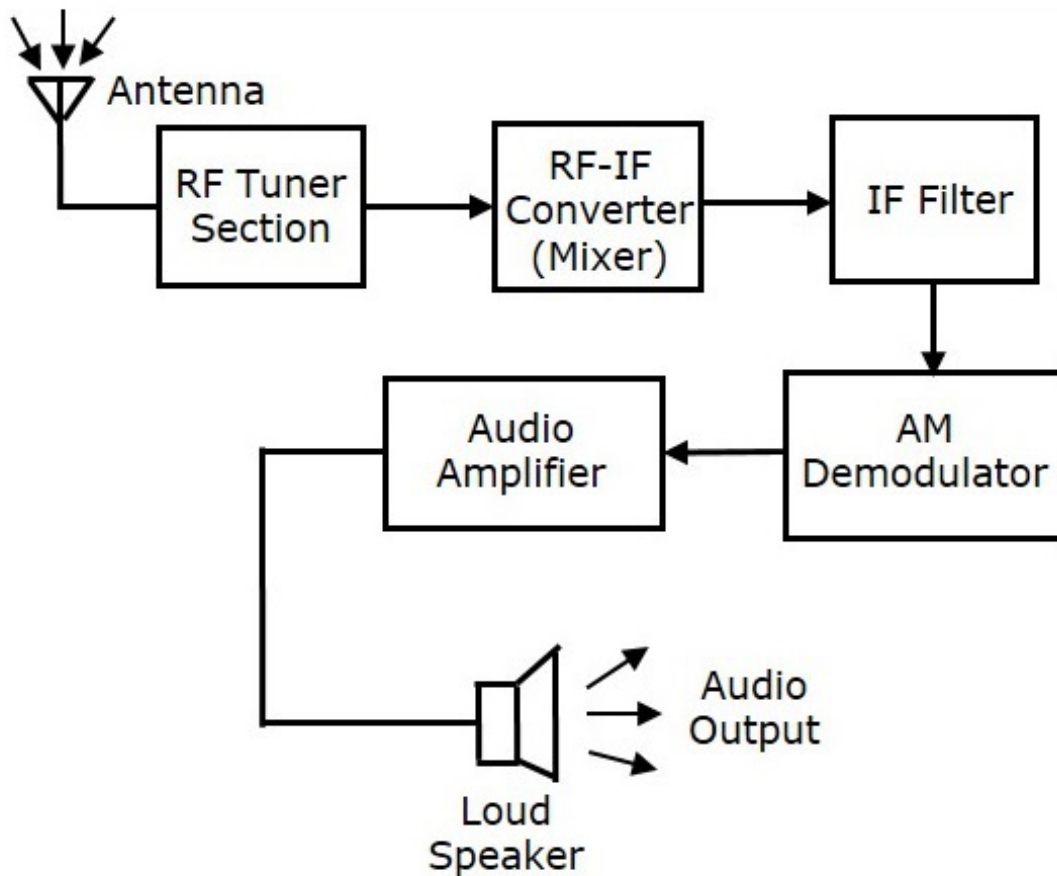 Antenna
RF Tuner
Section
RF-IF
Converter
(Mixer)
IF Filter
AM
Demodulator
Audio
Amplifier
Loud
Speaker
Audio
Output